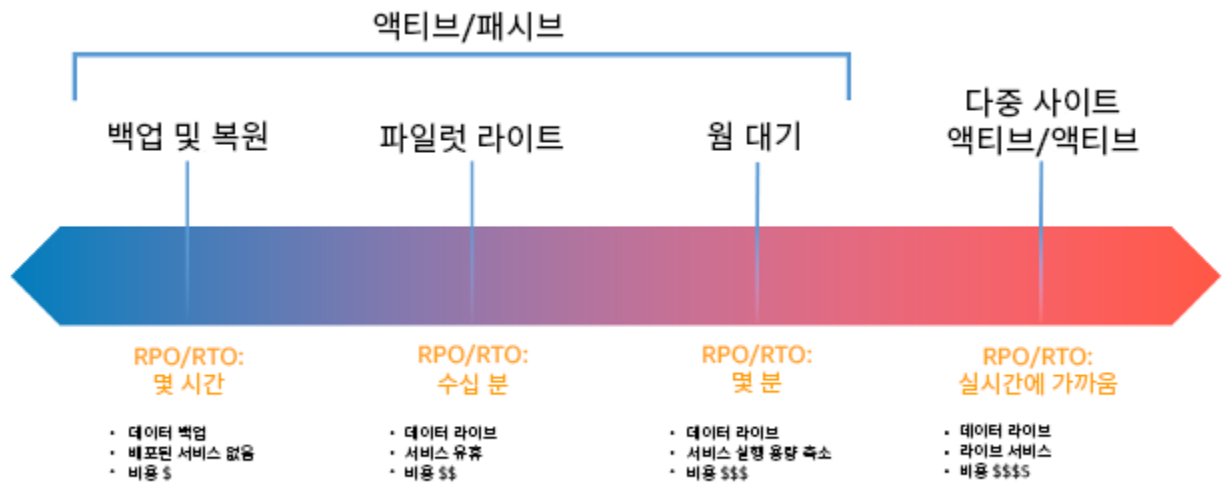 액티브/패시브
백업 및 복원
파일럿 라이트
웜 대기
다중 사이트
액티브/액티브
RPO/RTO:
몇 시간
• 데이터 백업
• 배포된 서비스 없음
• 비용 $
RPO/RTO:
수십 분
• 데이터 라이브
• 서비스 유휴
• 비용 $$
RPO/RTO:
몇 분
• 데이터 라이브
• 서비스 실행 용량 축소
• 비용 $$$
RPO/RTO:
실시간에 가까움
• 데이터 라이브
• 라이브 서비스
• 비용 $$$$